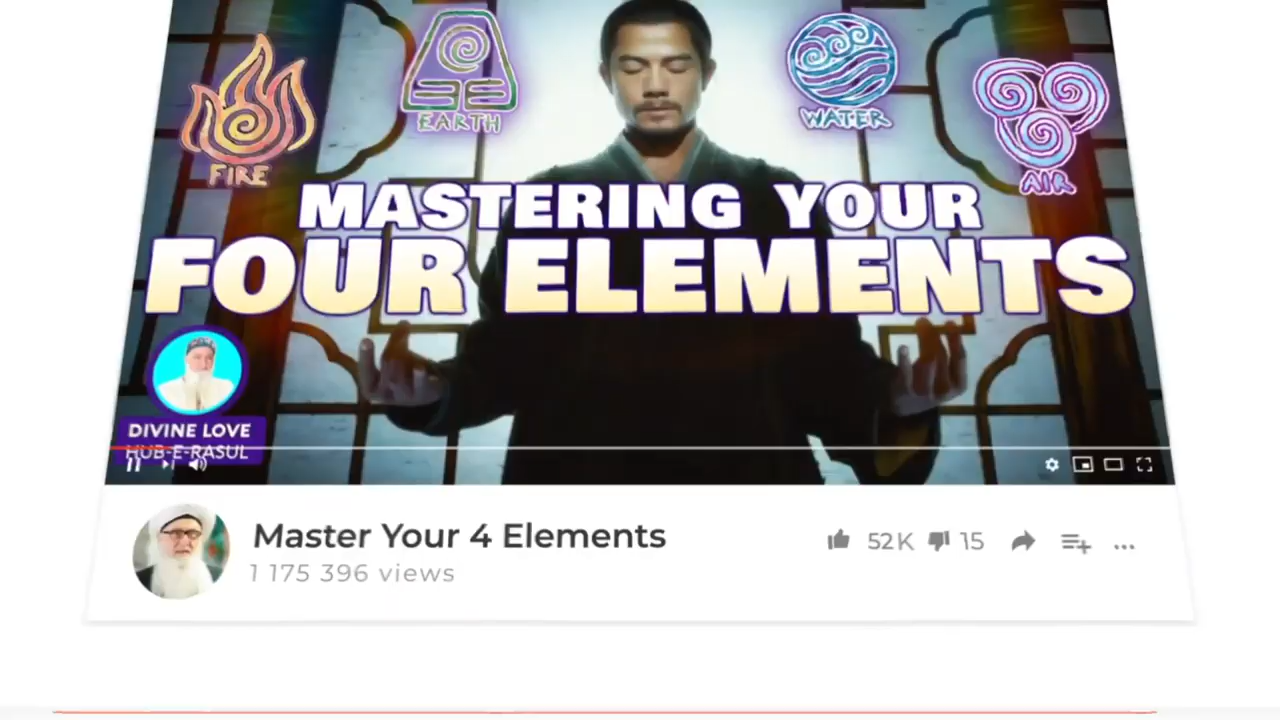 FIRE
EARTH
WATER
AIR
MASTERING YOUR
FOUR ELEMENTS
DIVINE LOVE
HUB-E-RASUL
Master Your 4 Elements
1 175 396 views
52K
15